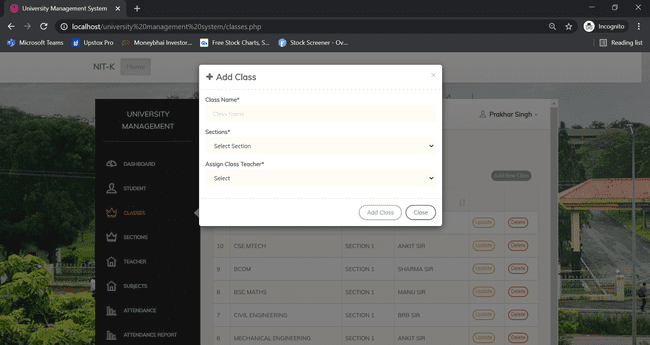 University Management System
Incognito
localhost/university%20management%20system/classes.php
Microsoft Teams
Upstox Pro
Moneybhai Investor...
Free Stock Charts, S...
Stock Screener - Ov...
Reading list
NIT-K
Home
Add Class
Class Name*
Class Name
Sections*
Select Section
Assign Class Teacher*
Select
Add Class
Close
UNIVERSITY
MANAGEMENT
DASHBOARD
STUDENT
CLASSES
SECTIONS
TEACHER
SUBJECTS
ATTENDANCE
ATTENDANCE REPORT
Prakhar Singh
Add New Class
Update Delete
10 CSE MTECH SECTION 1 ANKIT SIR Update Delete
9 BCOM SECTION 1 SHARMA SIR Update Delete
8 BSC MATHS SECTION 1 MANU SIR Update Delete
7 CIVIL ENGINEERING SECTION 1 BRB SIR Update Delete
6 MECHANICAL ENGINEERING SECTION 1 ANKIT SIR Update Delete